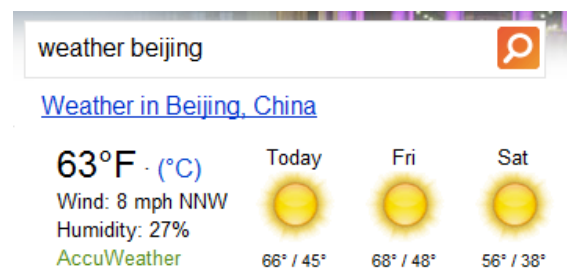 weather beijing
Weather in Beijing, China
63°F · (°C)
Wind: 8 mph NNW
Humidity: 27%
AccuWeather
Today Fri Sat
66° / 45° 68° / 48° 56° / 38°